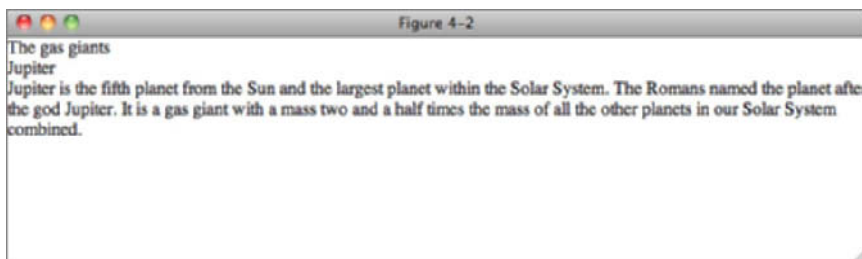 Figure 4-2
The gas giants
Jupiter
Jupiter is the fifth planet from the Sun and the largest planet within the Solar System. The Romans named the planet afte
the god Jupiter. It is a gas giant with a mass two and a half times the mass of all the other planets in our Solar System
combined.